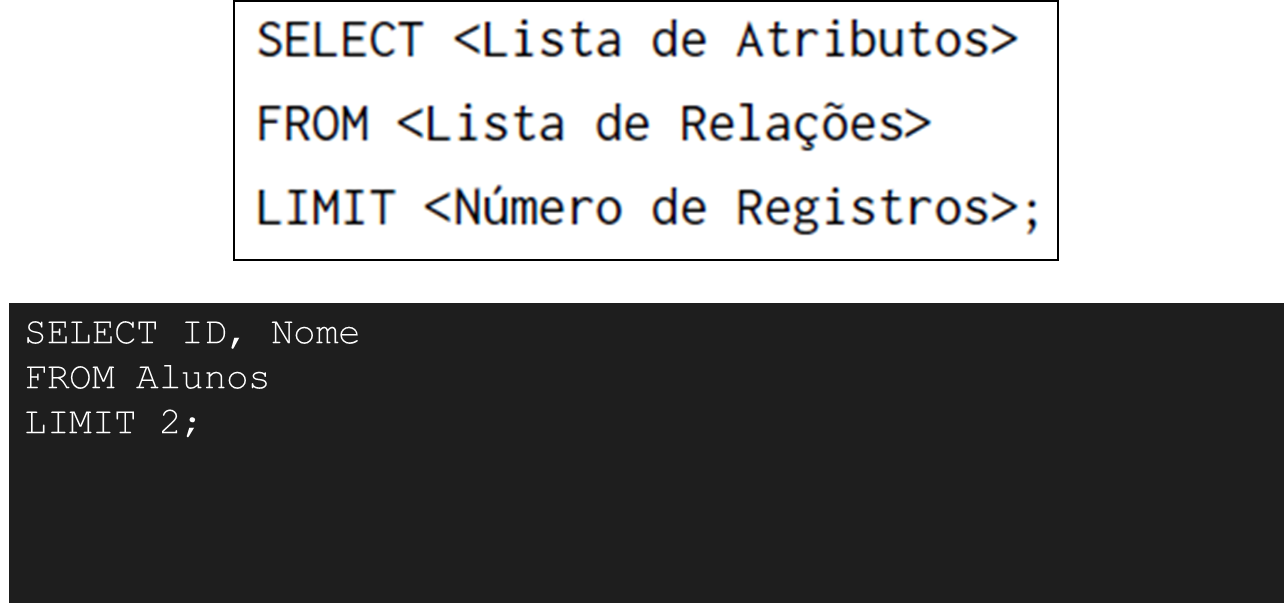 SELECT <Lista de Atributos>
FROM <Lista de Relações>
LIMIT <Número de Registros>;
SELECT ID, Nome
FROM Alunos
LIMIT 2;